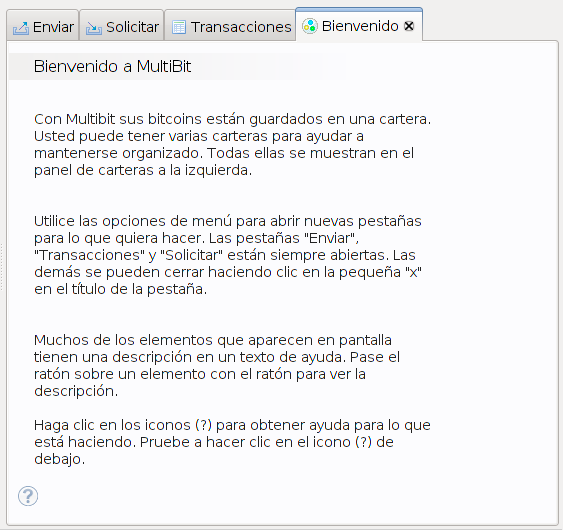 Enviar Solicitar Transacciones Bienvenido
Bienvenido a MultiBit
Con Multibit sus bitcoins están guardados en una cartera.
Usted puede tener varias carteras para ayudar a
mantenerse organizado. Todas ellas se muestran en el
panel de carteras a la izquierda.
Utilice las opciones de menú para abrir nuevas pestañas
para lo que quiera hacer. Las pestañas "Enviar",
"Transacciones" y "Solicitar" están siempre abiertas. Las
demás se pueden cerrar haciendo clic en la pequeña "x"
en el título de la pestaña.
Muchos de los elementos que aparecen en pantalla
tienen una descripción en un texto de ayuda. Pase el
ratón sobre un elemento con el ratón para ver la
descripción.
Haga clic en los iconos (?) para obtener ayuda para lo que
está haciendo. Pruebe a hacer clic en el icono (?) de
debajo.
?